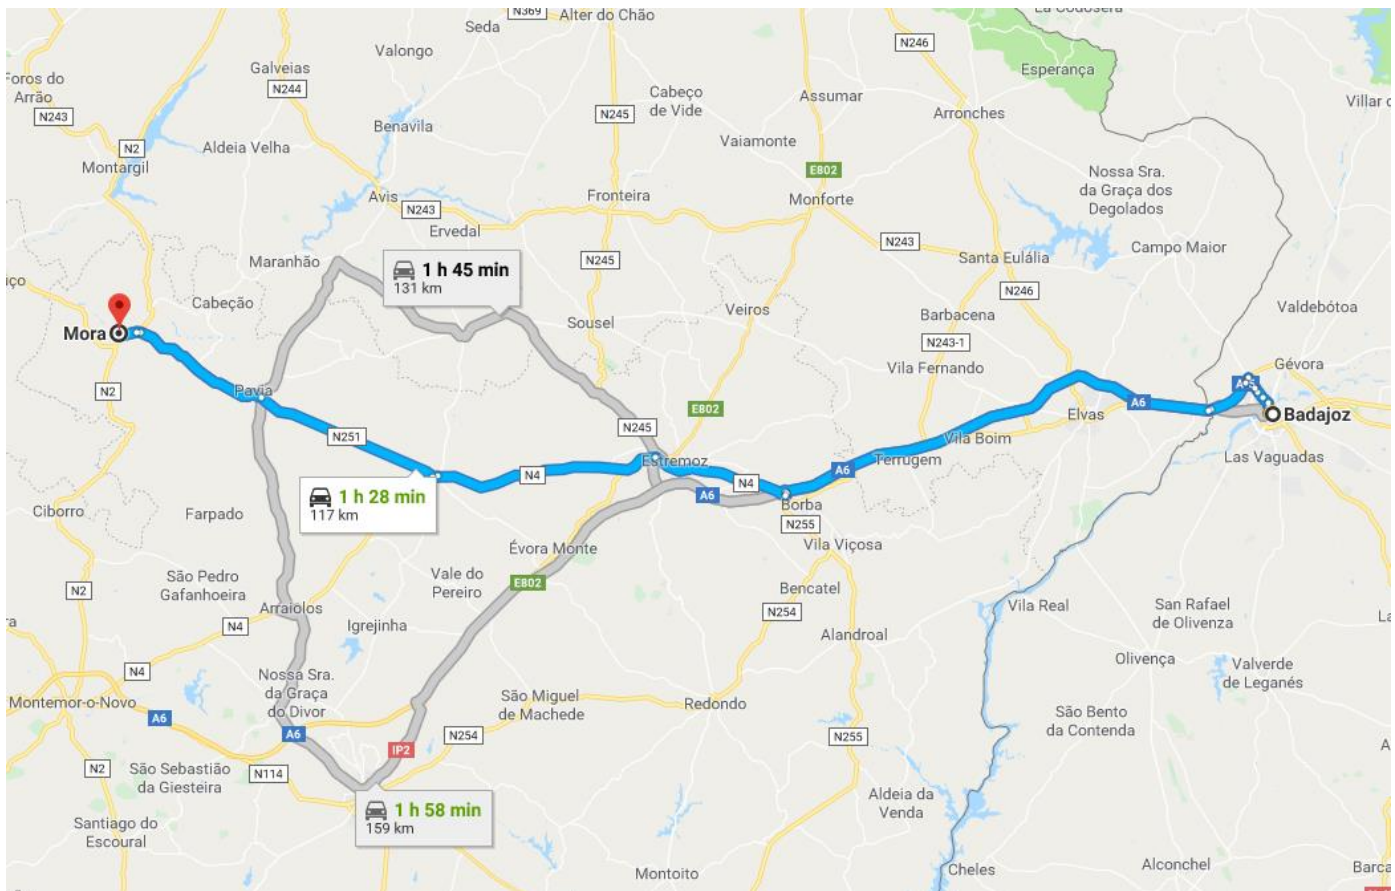 N369
Alter do Chão
La Codosera
Seda
Valongo
N246
Esperança
Galveias
Foros do
Arrão
N244
Cabeço
de Vide
Assumar
N243
N245
Arronches
Benavila
Vaiamonte
N2
Aldeia Velha
Montargil
E802
Nossa Sra.
da Graça dos
Degolados
Avis
Fronteira
Monforte
N243
Ervedal
N243
Campo Maior
Maranhão
N245
Santa Eulália
1 h 45 min
131 km
N246
Cabeção
Veiros
Valdebótoa
Mora
Sousel
Barbacena
N243-1
Vila Fernando
Gévora
N2
Pavia
A6
Elvas
E802
Badajoz
N245
N251
Vila Boim
Estremoz
Terrugem
Las Vaguadas
A6
N4
N4
1 h 28 min
117 km
A6
Borba
Ciborro
Farpado
N255
Évora Monte
Vila Viçosa
Vale do
Pereiro
E802
São Pedro
Gafanhoeira
Bencatel
N2
Arraiolos
Vila Real
San Rafael
de Olivenza
N254
N4
Igrejinha
Alandroal
Olivença
N4
Nossa Sra.
da Graça
do Divor
Valverde
de Leganés
Montemor-o-Novo
São Miguel
de Machede
Redondo
A6
São Bento
da Contenda
A6
N254
N255
IP2
N2
São Sebastião
da Giesteira
N114
1 h 58 min
159 km
Aldeia da
Venda
Santiago do
Escoural
Montoito
Cheles
Alconchel